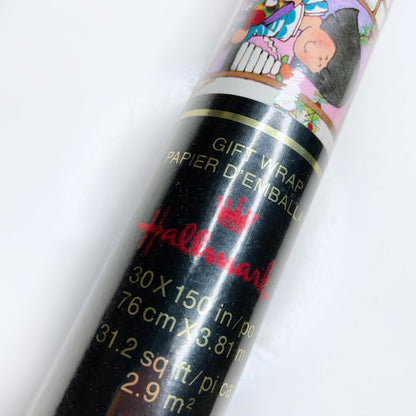 GIFT WRAP
PAPIER D'EMBALLA
Hallmark
30 X 150 in/po
76 cm X 3.81 m
31.2 sq ft/pi ca
2.9 m²